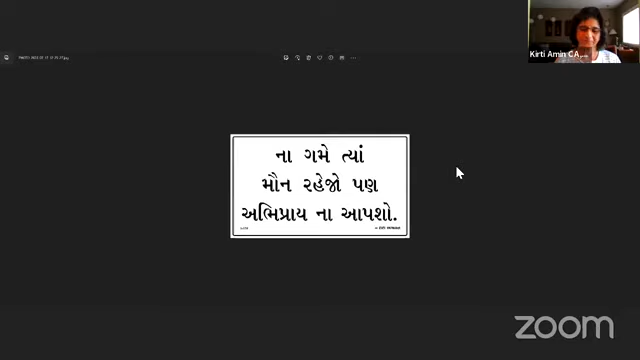 Kirti Amin CA,...
ના ગમે ત્યાં
મૌન રહેજો પણ
અભિપ્રાય ના આપશો.
zoom